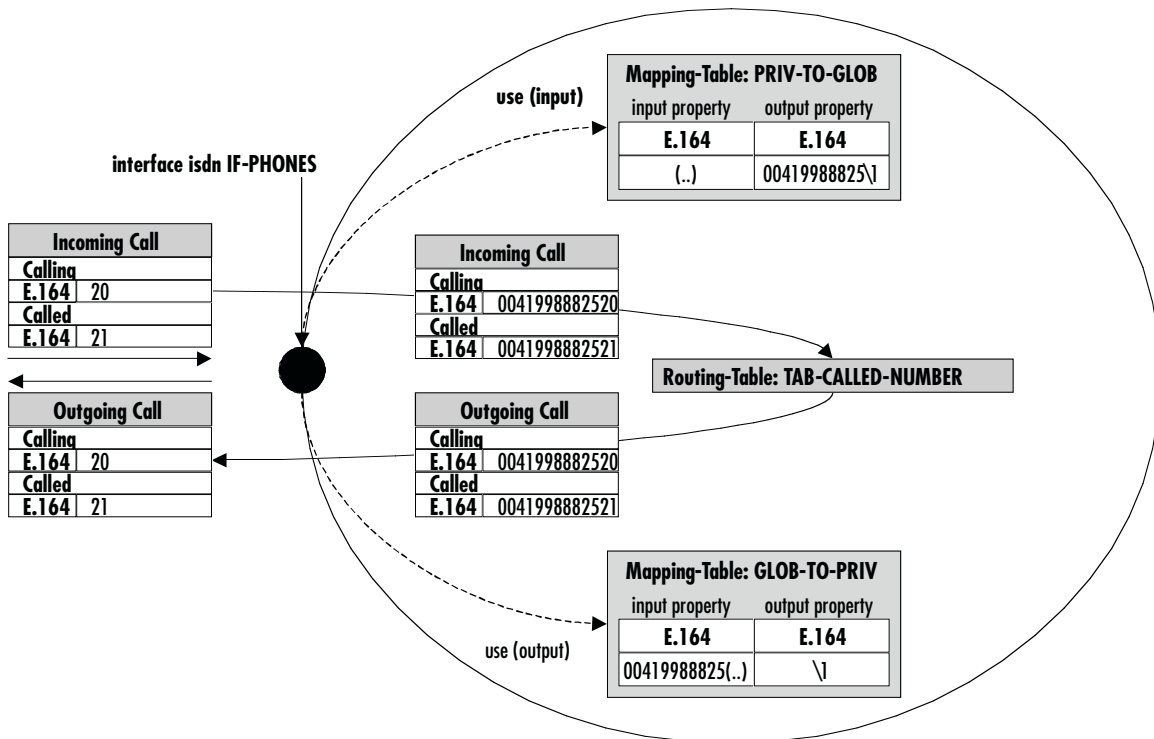 Mapping-Table: PRIV-TO-GLOB
input property output property
E.164 E.164
(..) 00419988825\1
use (input)
interface isdn IF-PHONES
Incoming Call
Calling
E.164 20
Called
E.164 21
Incoming Call
Calling
E.164 0041998882520
Called
E.164 0041998882521
Routing-Table: TAB-CALLED-NUMBER
Outgoing Call
Calling
E.164 20
Called
E.164 21
Outgoing Call
Calling
E.164 0041998882520
Called
E.164 0041998882521
Mapping-Table: GLOB-TO-PRIV
input property output property
E.164 E.164
00419988825(..) \1
use (output)